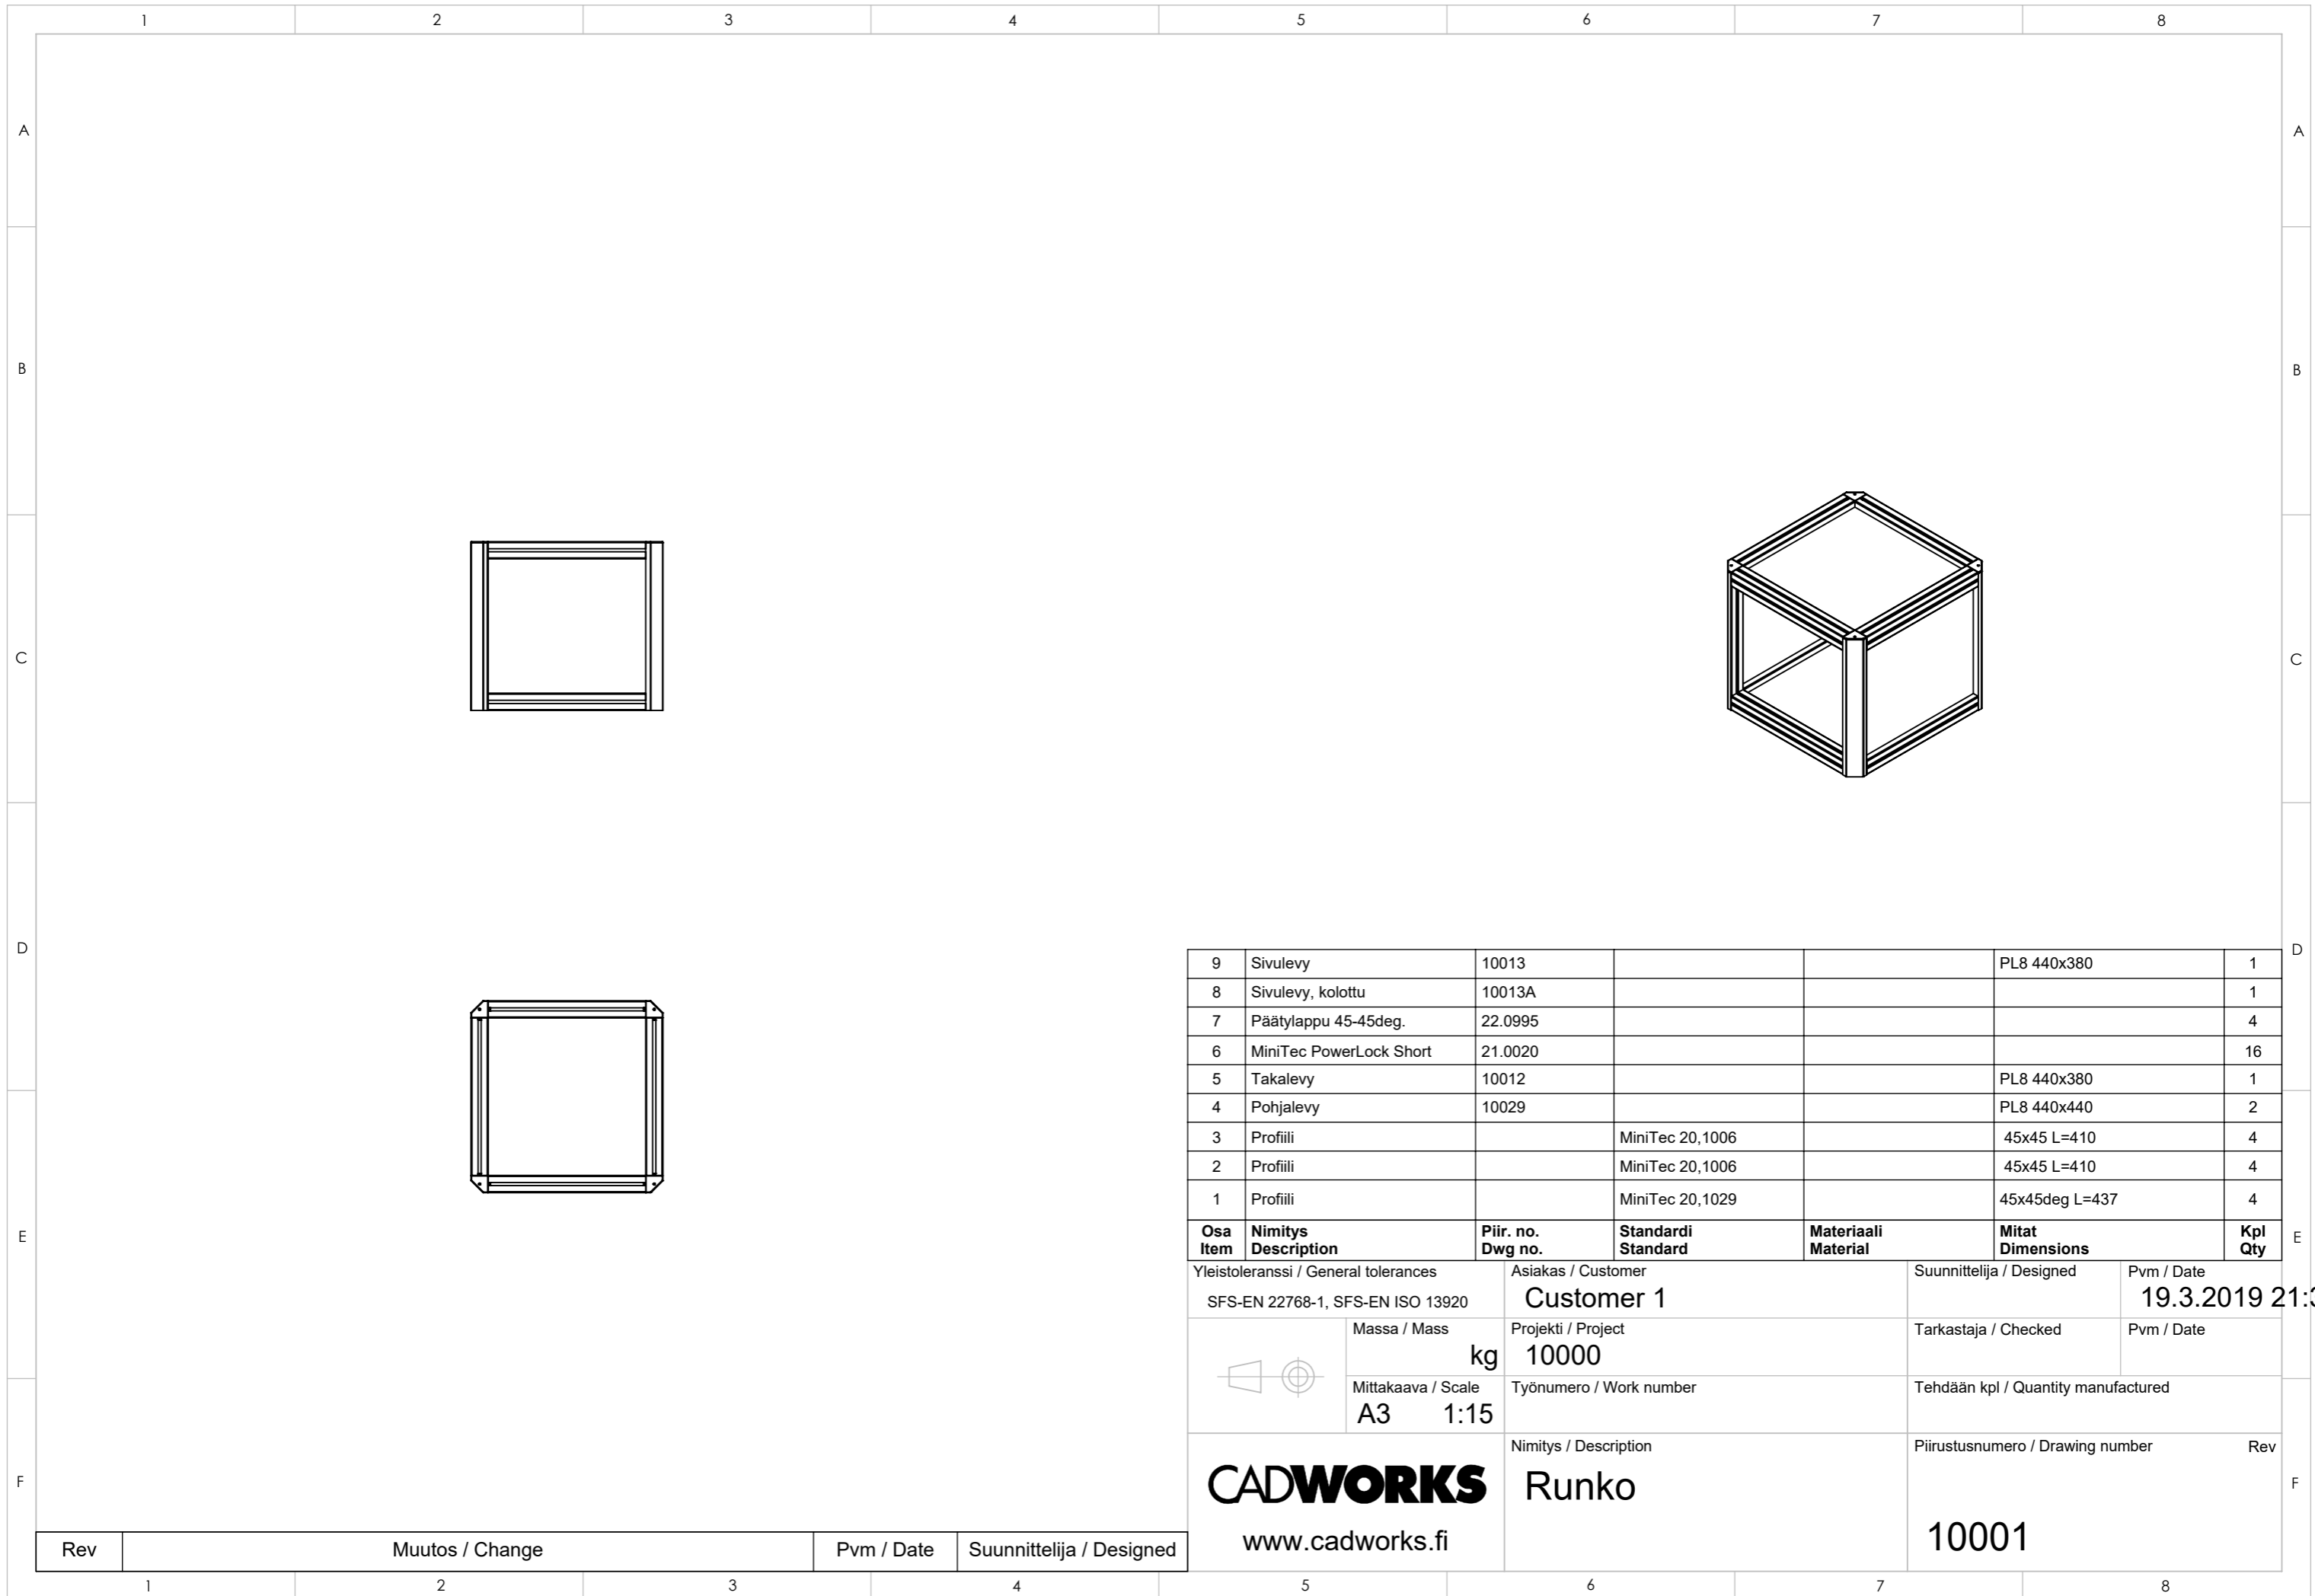 1 2 3 4 5 6 7 8
A A
B B
C C
D D
9 Sivulevy 10013 PL8 440x380 1
8 Sivulevy, kolottu 10013A 1
7 Päätylappu 45-45deg. 22.0995 4
6 MiniTec PowerLock Short 21.0020 16
5 Takalevy 10012 PL8 440x380 1
4 Pohjalevy 10029 PL8 440x440 2
3 Profiili MiniTec 20,1006 45x45 L=410 4
2 Profiili MiniTec 20,1006 45x45 L=410 4
1 Profiili MiniTec 20,1029 45x45deg L=437 4
E E
Osa Nimitys Piir. no. Standardi Materiaali Mitat Kpl
Item Description Dwg no. Standard Material Dimensions Qty
Yleistoleranssi / General tolerances
SFS-EN 22768-1, SFS-EN ISO 13920
Asiakas / Customer
Customer 1
Suunnittelija / Designed
Pvm / Date
19.3.2019 21:3
Massa / Mass
kg
Projekti / Project
10000
Tarkastaja / Checked
Pvm / Date
Mittakaava / Scale
A3 1:15
Työnumero / Work number
Tehdään kpl / Quantity manufactured
F F
CADWORKS
www.cadworks.fi
Nimitys / Description
Runko
Piirustusnumero / Drawing number Rev
10001
Rev Muutos / Change Pvm / Date Suunnittelija / Designed
1 2 3 4 5 6 7 8